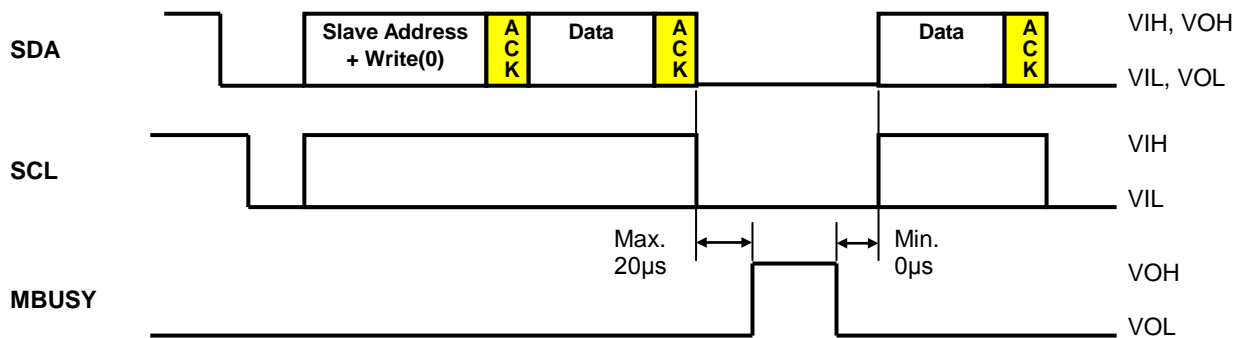 SDA
Slave Address
+ Write(0)
A
C
K
Data
A
C
K
Data
A
C
K
VIH, VOH
VIL, VOL
SCL
VIH
VIL
Max.
20µs
Min.
0µs
MBUSY
VOH
VOL